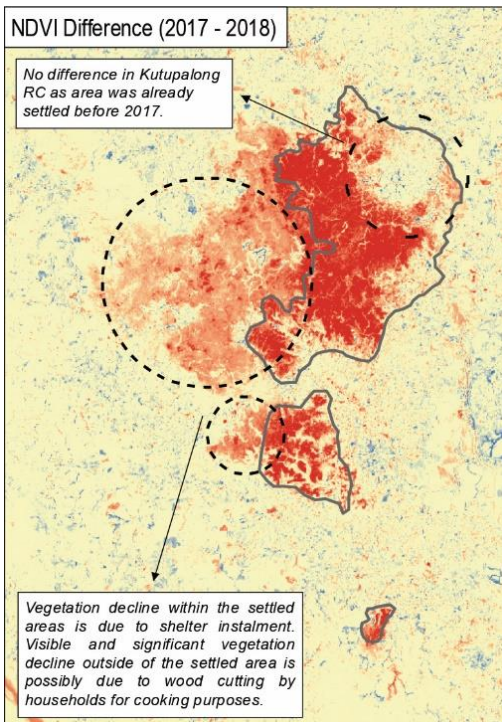 NDVI Difference (2017 - 2018)
No difference in Kutupalong
RC as area was already
settled before 2017.
Vegetation decline within the settled
areas is due to shelter instalment.
Visible and significant vegetation
decline outside of the settled area is
possibly due to wood cutting by
households for cooking purposes.